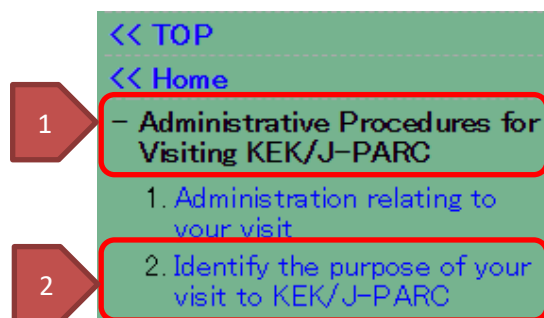 << TOP
<< Home
1
- Administrative Procedures for
Visiting KEK/J-PARC
1. Administration relating to
your visit
2. Identify the purpose of your
2
visit to KEK/J-PARC